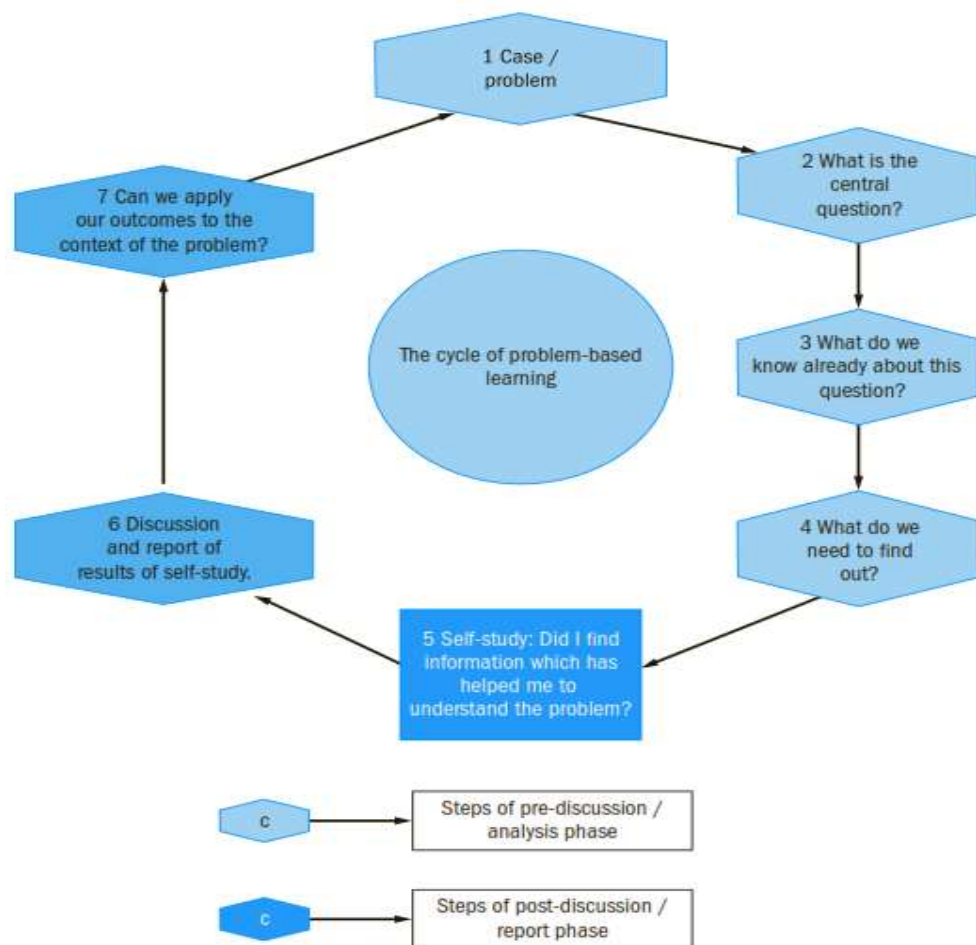 1 Case /
problem
2 What is the
central
question?
3 What do we
know already about this
question?
4 What do we
need to find
out?
5 Self-study: Did I find
information which has
helped me to
understand the problem?
6 Discussion
and report of
results of self-study.
7 Can we apply
our outcomes to the
context of the problem?
The cycle of problem-based
learning
c
Steps of pre-discussion /
analysis phase
c
Steps of post-discussion /
report phase